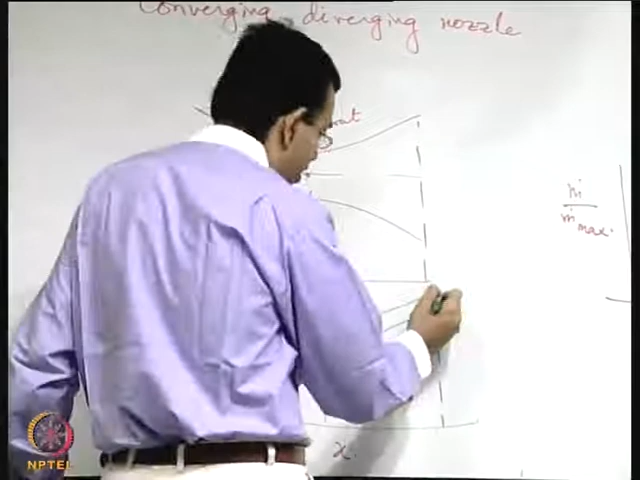 Converging diverging nozzle
ṁ
ṁmax.
x
NPTEL